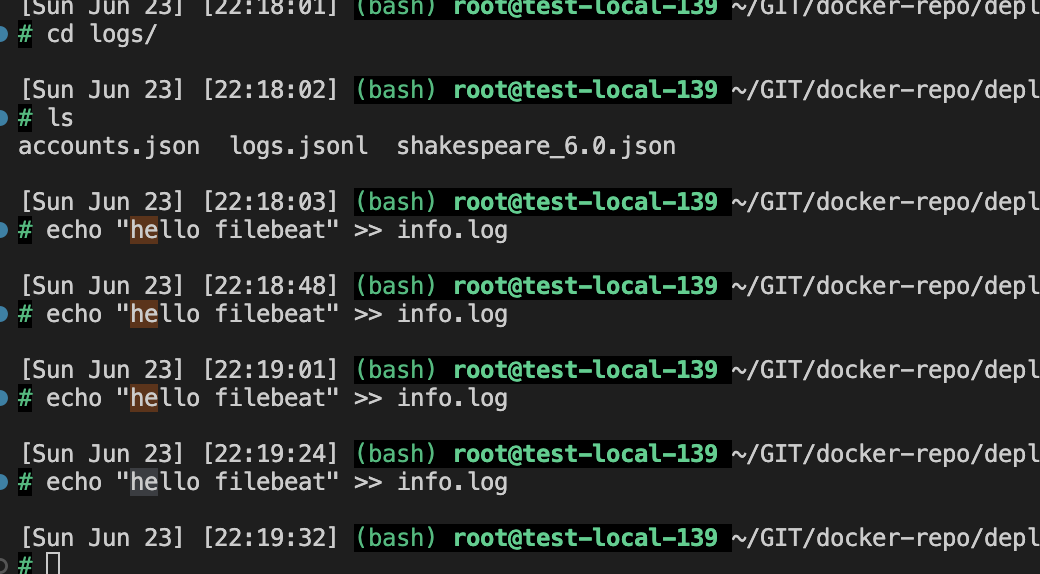 [Sun Jun 23] [22:18:01] (bash) root@test-local-139 ~/GIT/docker-repo/depl
# cd logs/
[Sun Jun 23] [22:18:02] (bash) root@test-local-139 ~/GIT/docker-repo/depl
# ls
accounts.json  logs.jsonl  shakespeare_6.0.json
[Sun Jun 23] [22:18:03] (bash) root@test-local-139 ~/GIT/docker-repo/depl
# echo "hello filebeat" >> info.log
[Sun Jun 23] [22:18:48] (bash) root@test-local-139 ~/GIT/docker-repo/depl
# echo "hello filebeat" >> info.log
[Sun Jun 23] [22:19:01] (bash) root@test-local-139 ~/GIT/docker-repo/depl
# echo "hello filebeat" >> info.log
[Sun Jun 23] [22:19:24] (bash) root@test-local-139 ~/GIT/docker-repo/depl
# echo "hello filebeat" >> info.log
[Sun Jun 23] [22:19:32] (bash) root@test-local-139 ~/GIT/docker-repo/depl
#